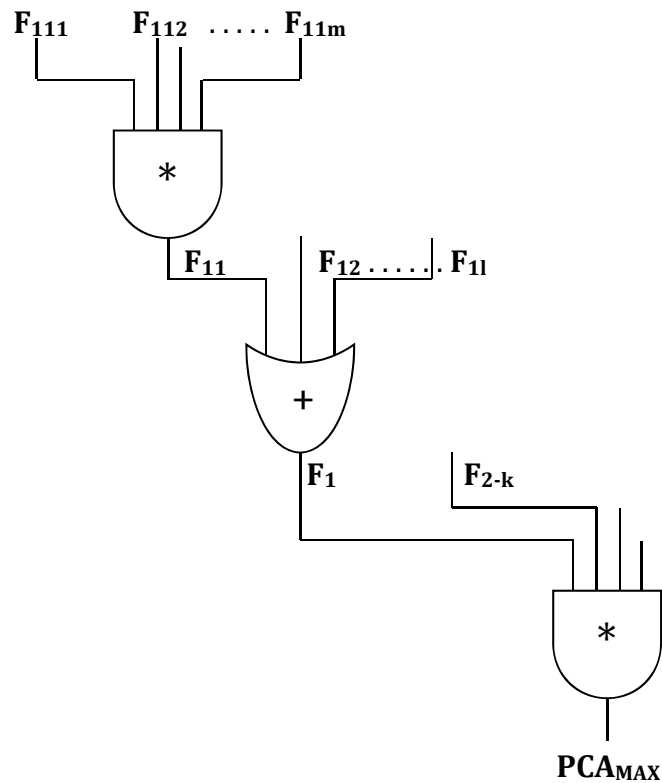 F111 F112 ..... F11m
*
F11 F12 ...... F1l
+
F1 F2-k
*
PCAMAX